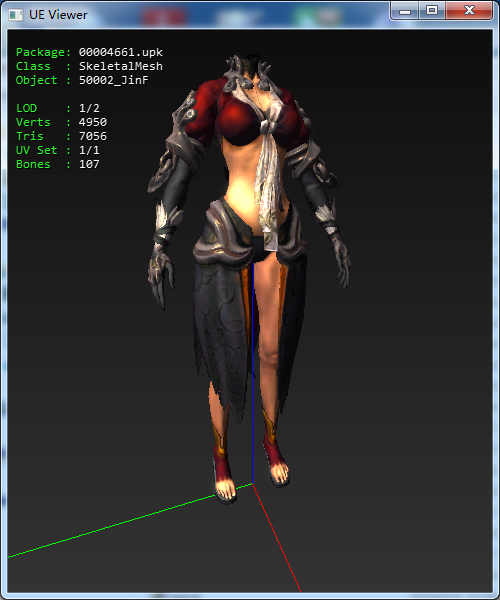 UE Viewer
Package: 00004661.upk
Class : SkeletalMesh
Object : 50002_JinF
LOD : 1/2
Verts : 4950
Tris : 7056
UV Set : 1/1
Bones : 107